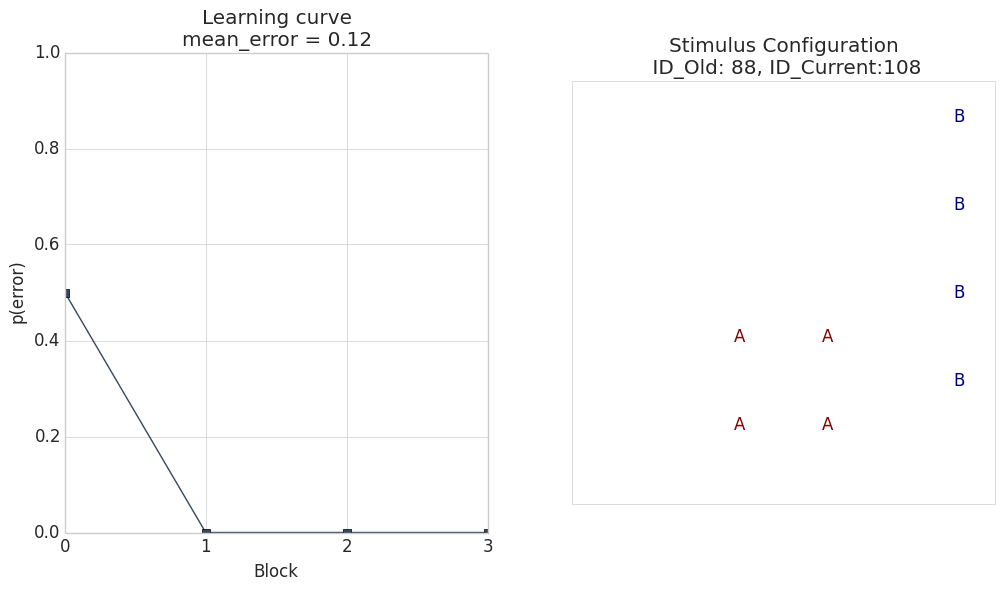 Learning curve
mean_error = 0.12
1.0
0.8
0.6
0.4
0.2
0.0
p(error)
0 1 2 3
Block
Stimulus Configuration
ID_Old: 88, ID_Current:108
B
B
B
A A
B
A A